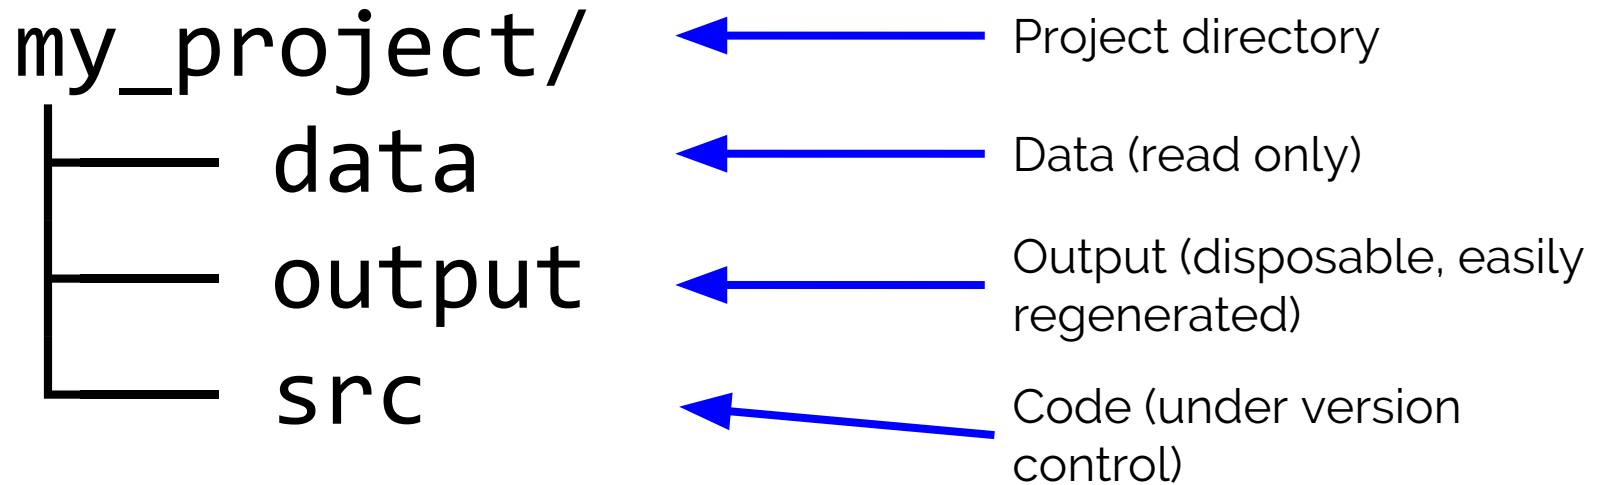 my_project/
Project directory
data
Data (read only)
output
Output (disposable, easily
regenerated)
src
Code (under version
control)